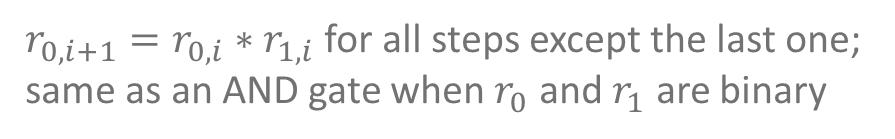 r₀,ᵢ₊₁ = r₀,ᵢ * r₁,ᵢ for all steps except the last one;
same as an AND gate when r₀ and r₁ are binary